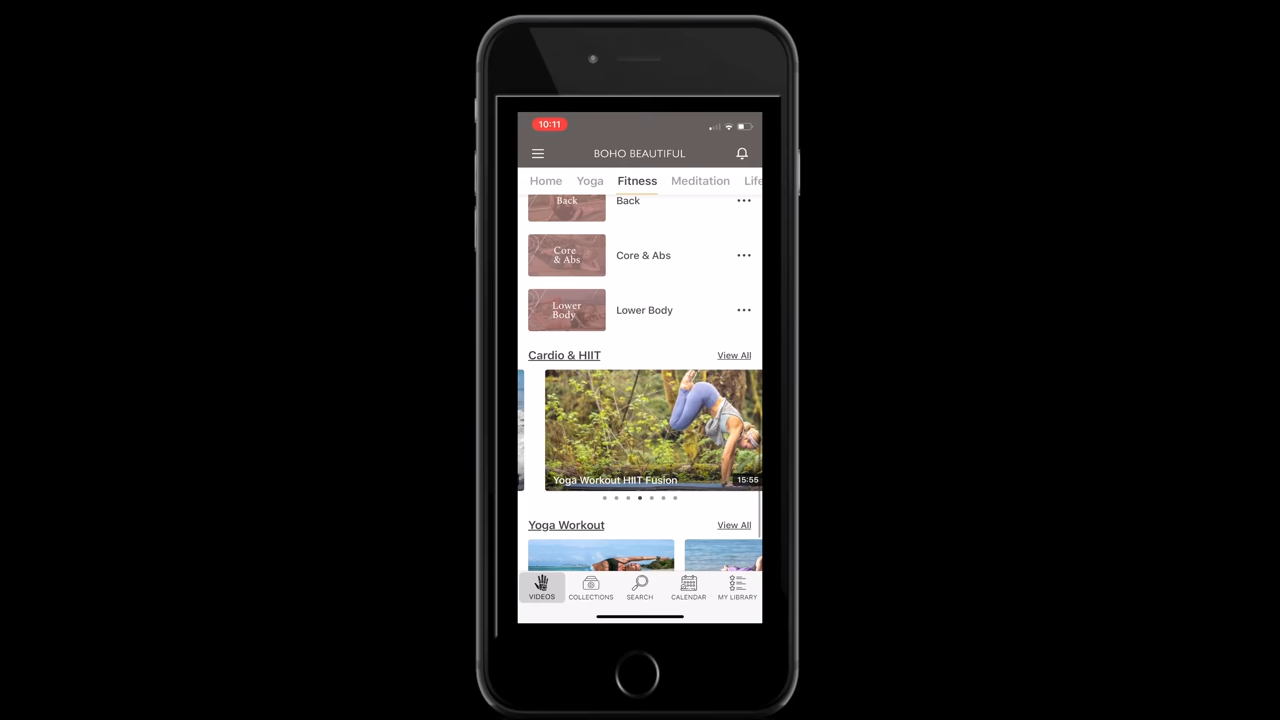 10:11
BOHO BEAUTIFUL
Home Yoga Fitness Meditation Life
Back Back
Core
& Abs
Core & Abs
Lower
Body
Lower Body
Cardio & HIIT View All
Yoga Workout HIIT Fusion 15:55
Yoga Workout View All
VIDEOS COLLECTIONS SEARCH CALENDAR MY LIBRARY